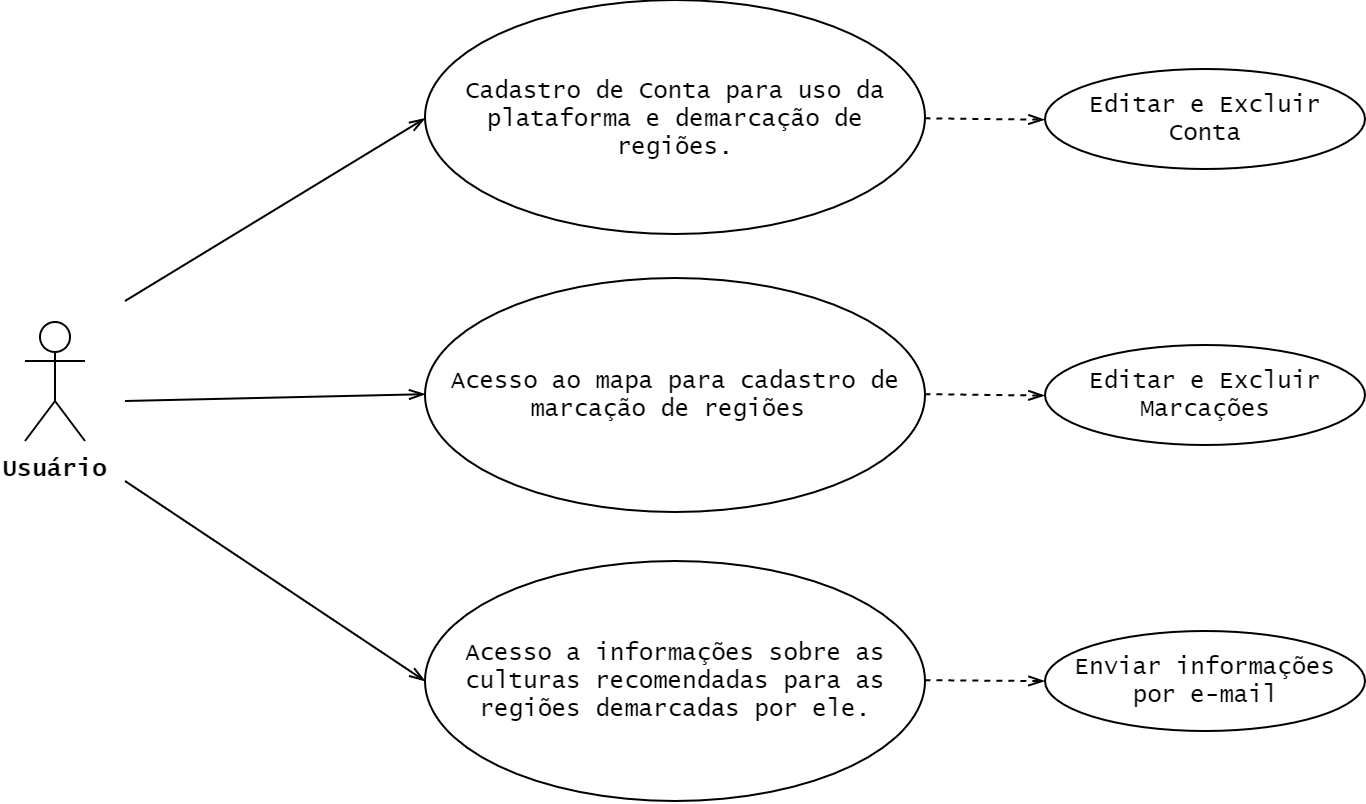 Cadastro de Conta para uso da
plataforma e demarcação de
regiões.
Editar e Excluir
Conta
Acesso ao mapa para cadastro de
marcação de regiões
Editar e Excluir
Marcações
Usuário
Acesso a informações sobre as
culturas recomendadas para as
regiões demarcadas por ele.
Enviar informações
por e-mail